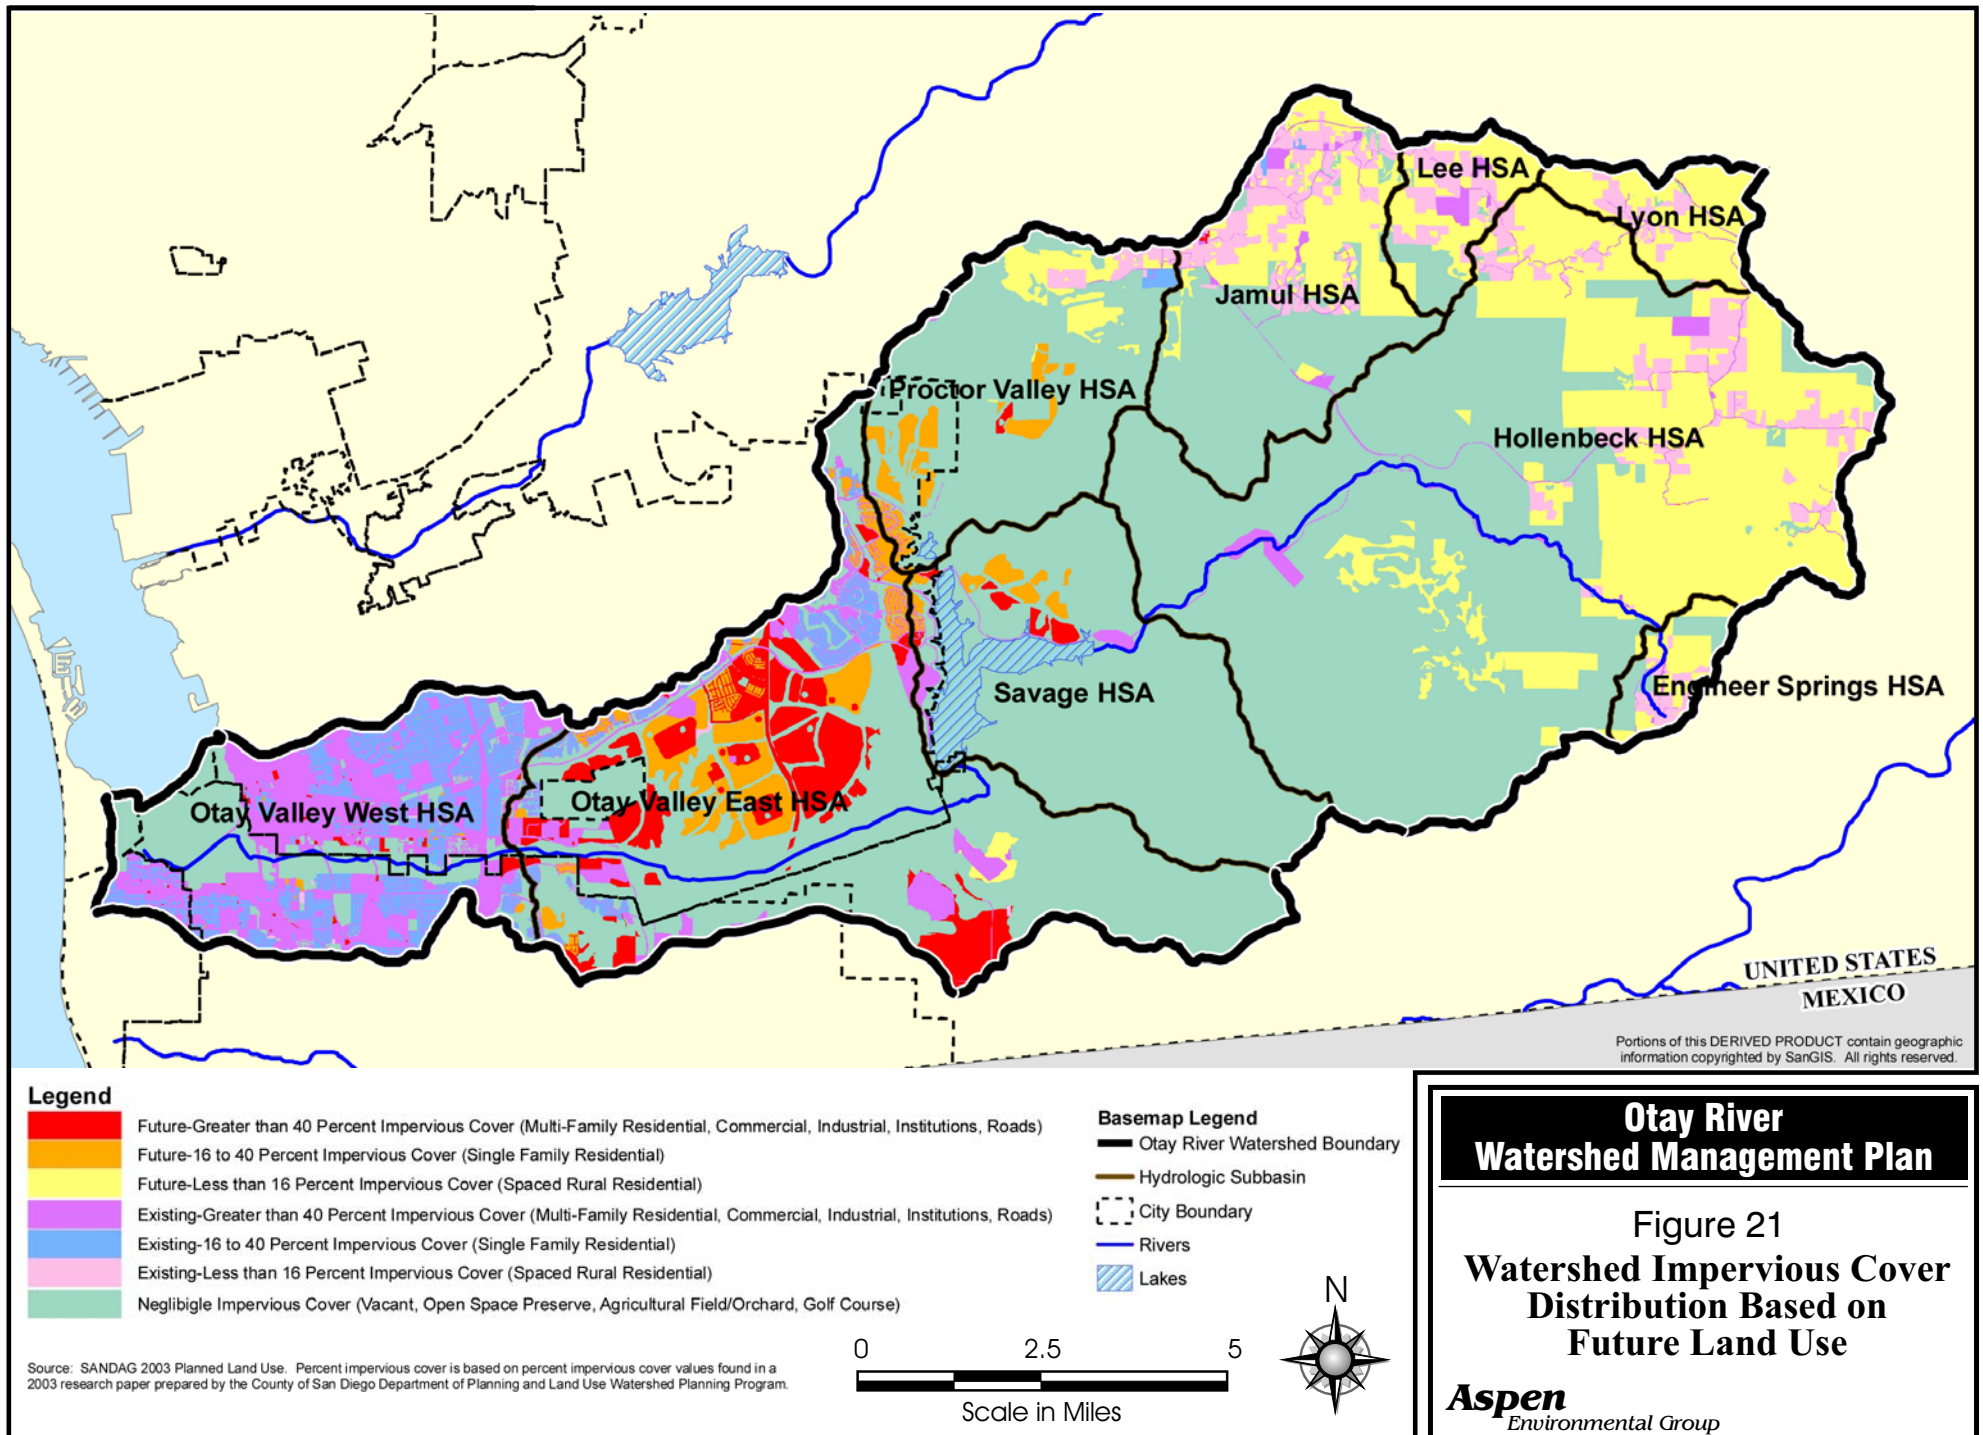 Lee HSA
Lyon HSA
Jamul HSA
Proctor Valley HSA
Hollenbeck HSA
Savage HSA
Engineer Springs HSA
Otay Valley West HSA
Otay Valley East HSA
UNITED STATES
MEXICO
Portions of this DERIVED PRODUCT contain geographic
information copyrighted by SanGIS. All rights reserved.
Legend
Future-Greater than 40 Percent Impervious Cover (Multi-Family Residential, Commercial, Industrial, Institutions, Roads)
Future-16 to 40 Percent Impervious Cover (Single Family Residential)
Future-Less than 16 Percent Impervious Cover (Spaced Rural Residential)
Existing-Greater than 40 Percent Impervious Cover (Multi-Family Residential, Commercial, Industrial, Institutions, Roads)
Existing-16 to 40 Percent Impervious Cover (Single Family Residential)
Existing-Less than 16 Percent Impervious Cover (Spaced Rural Residential)
Neglibigle Impervious Cover (Vacant, Open Space Preserve, Agricultural Field/Orchard, Golf Course)
Source: SANDAG 2003 Planned Land Use. Percent impervious cover is based on percent impervious cover values found in a
2003 research paper prepared by the County of San Diego Department of Planning and Land Use Watershed Planning Program.
Basemap Legend
Otay River Watershed Boundary
Hydrologic Subbasin
City Boundary
Rivers
Lakes
0 2.5 5
Scale in Miles
N
Otay River
Watershed Management Plan
Figure 21
Watershed Impervious Cover
Distribution Based on
Future Land Use
Aspen
Environmental Group